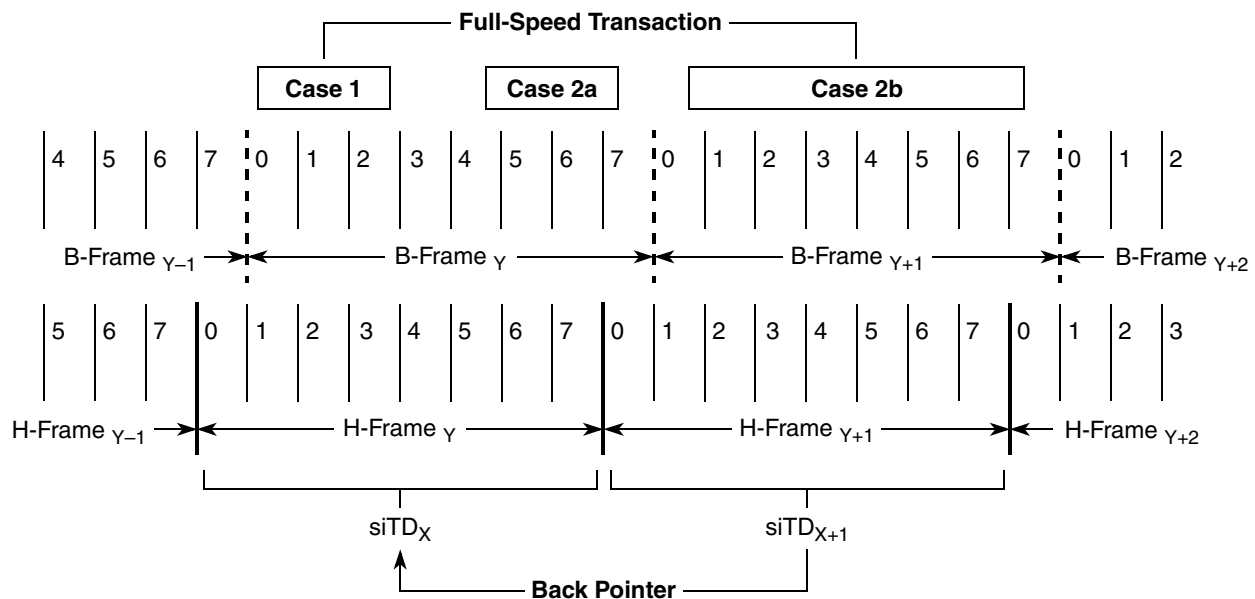 Full-Speed Transaction
Case 1 Case 2a Case 2b
4 5 6 7 0 1 2 3 4 5 6 7 0 1 2 3 4 5 6 7 0 1 2
B-Frame Y–1 B-Frame Y B-Frame Y+1 B-Frame Y+2
5 6 7 0 1 2 3 4 5 6 7 0 1 2 3 4 5 6 7 0 1 2 3
H-Frame Y–1 H-Frame Y H-Frame Y+1 H-Frame Y+2
siTDX siTDX+1
Back Pointer